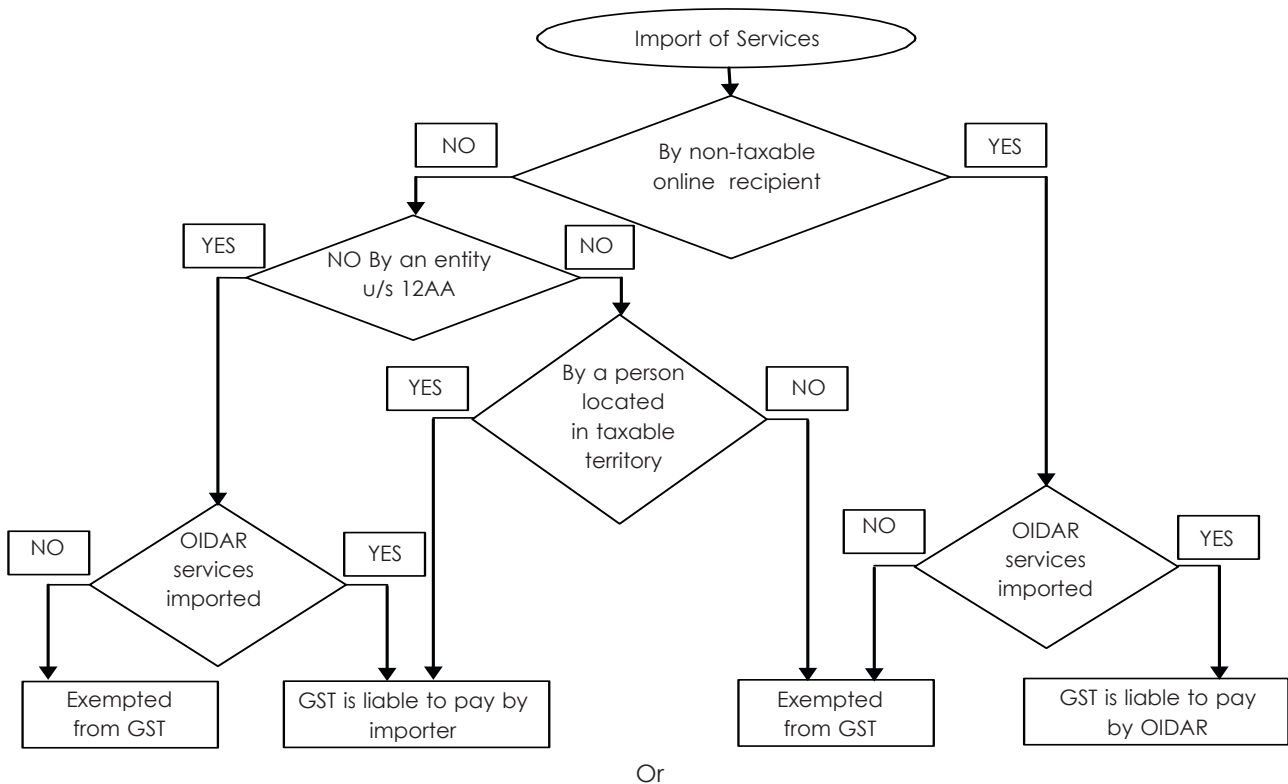 Import of Services
NO
YES
By non-taxable
online recipient
YES
NO
NO By an entity
u/s 12AA
YES
NO
By a person
located
in taxable
territory
NO
YES
OIDAR
services
imported
NO
YES
OIDAR
services
imported
Exempted
from GST
GST is liable to pay by
importer
Exempted
from GST
GST is liable to pay
by OIDAR
Or